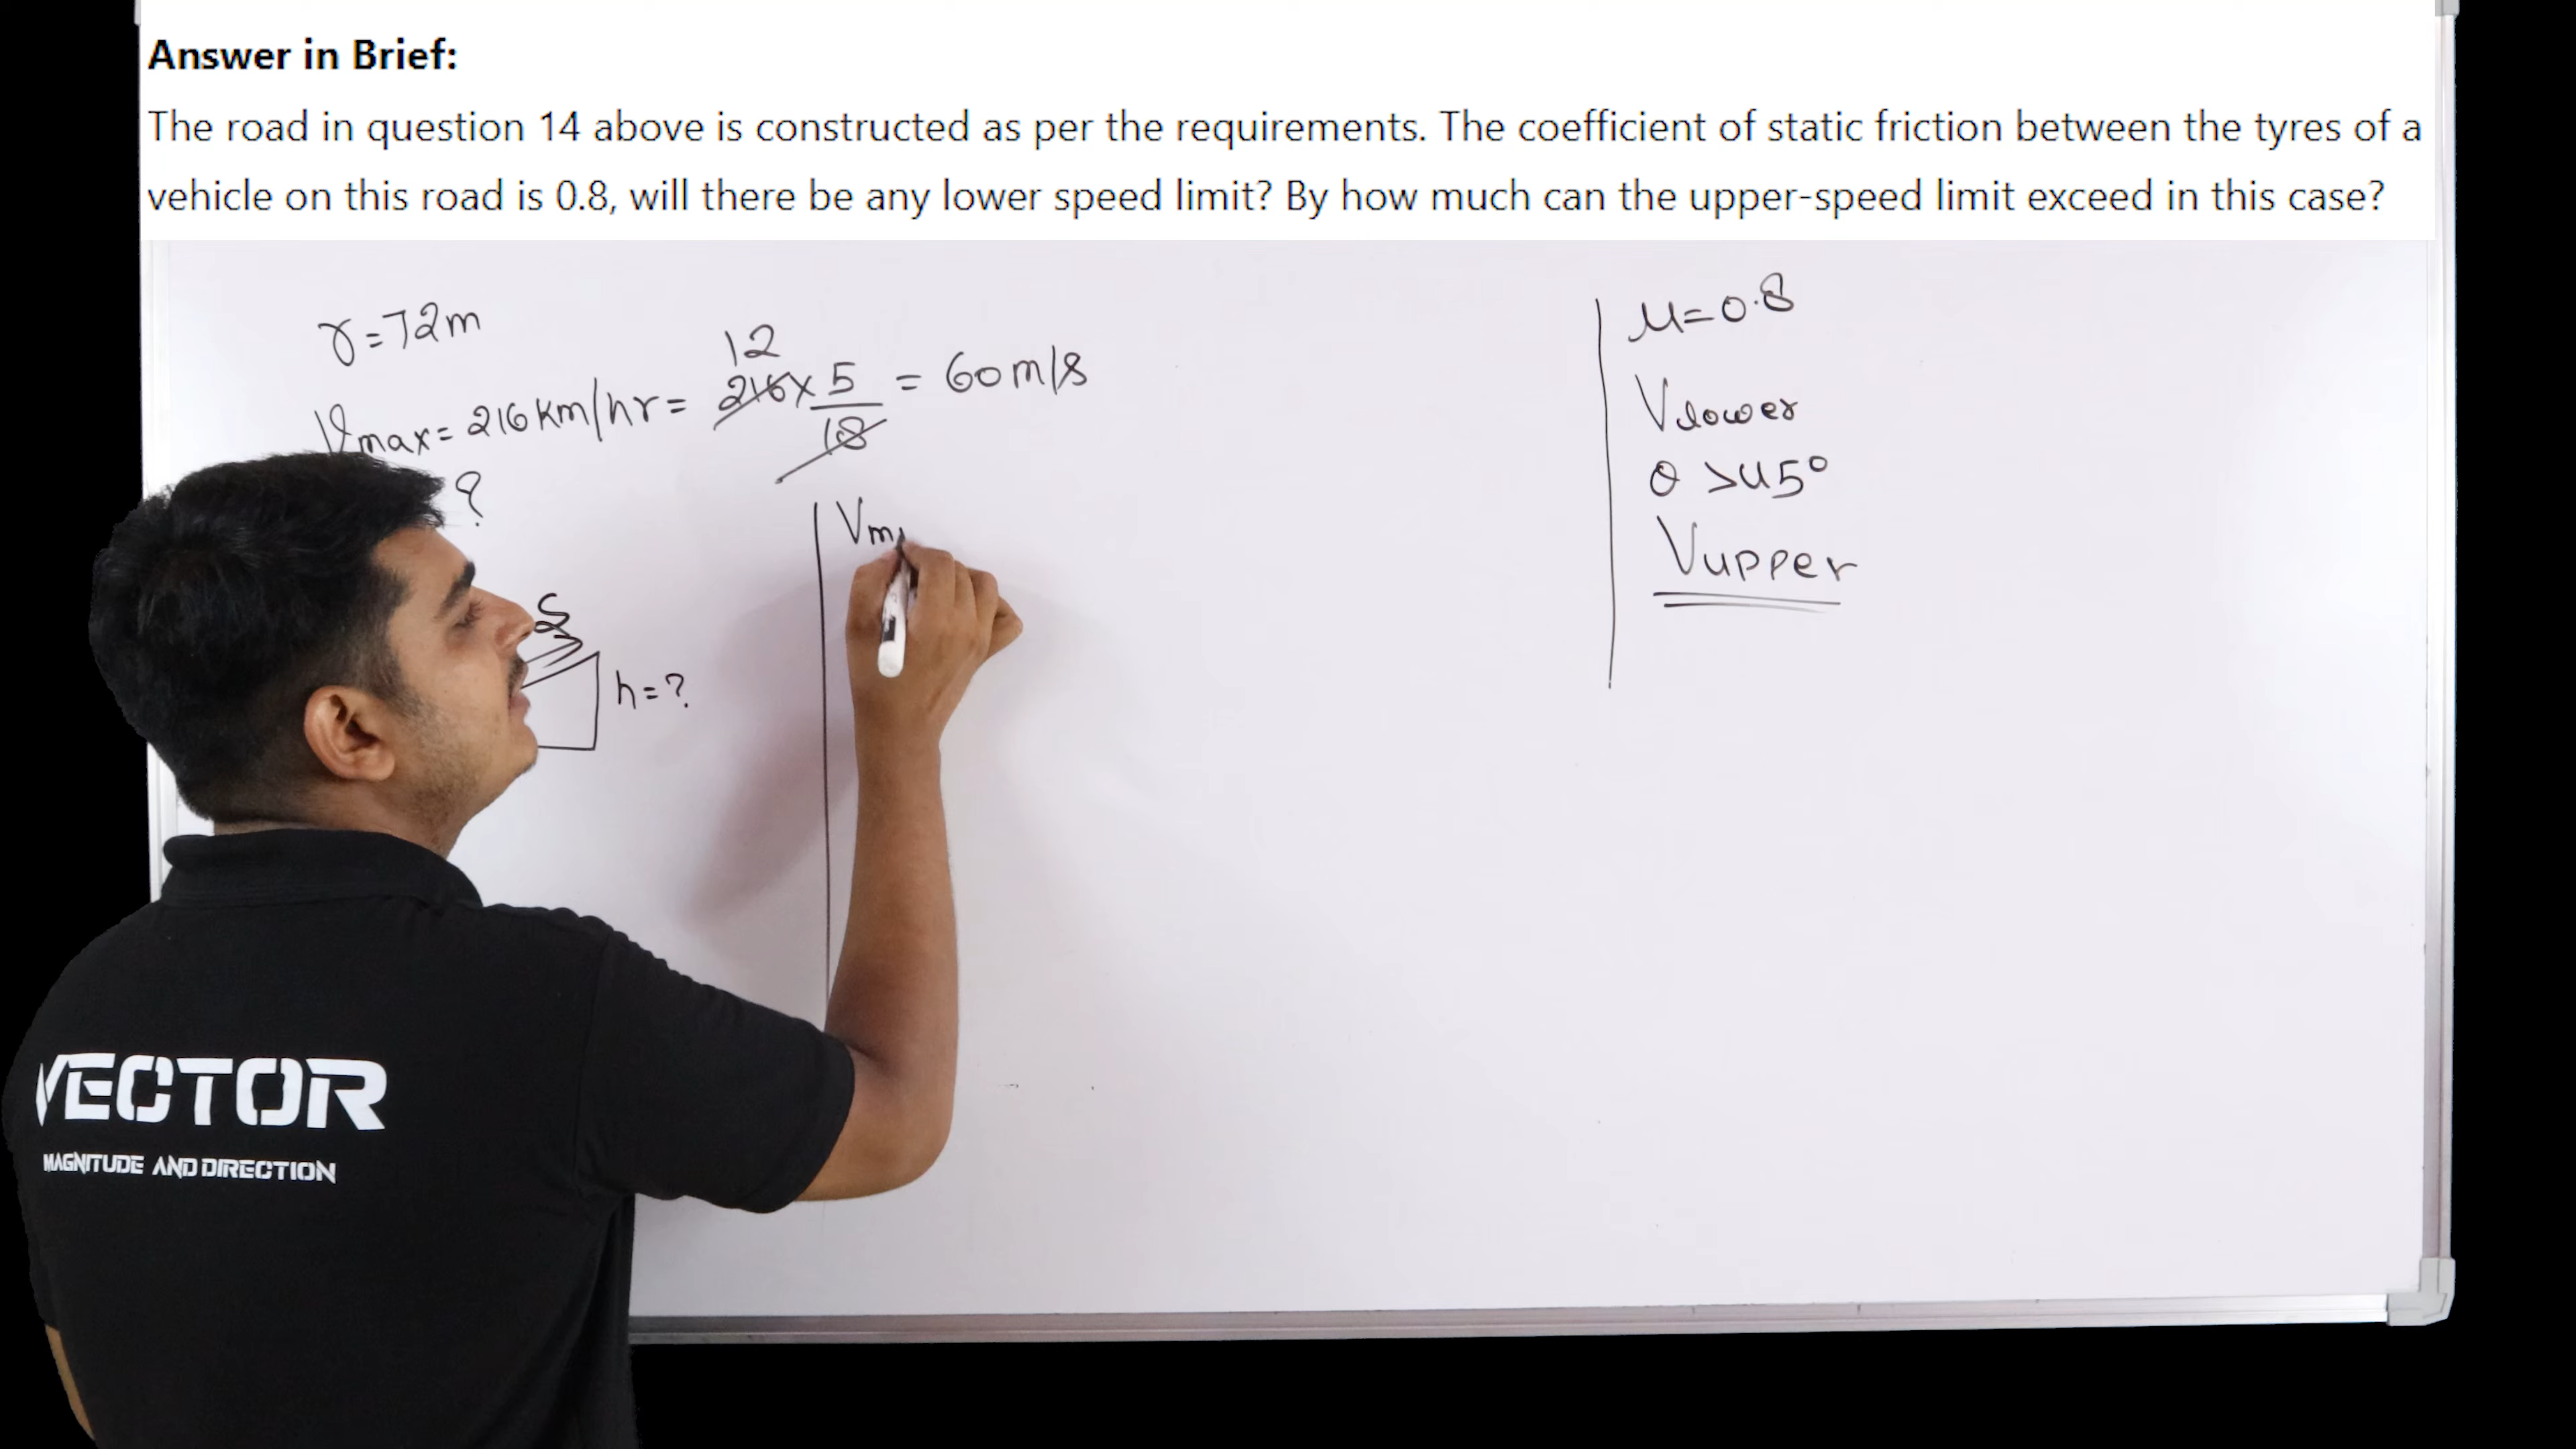 Answer in Brief:
The road in question 14 above is constructed as per the requirements. The coefficient of static friction between the tyres of a
vehicle on this road is 0.8, will there be any lower speed limit? By how much can the upper-speed limit exceed in this case?
r=72m
12
Vmax=216km/hr= 216×5/18 = 60m/s
?
h=?
Vm
μ=0.8
Vlower
θ >45°
Vupper
VECTOR
MAGNITUDE AND DIRECTION